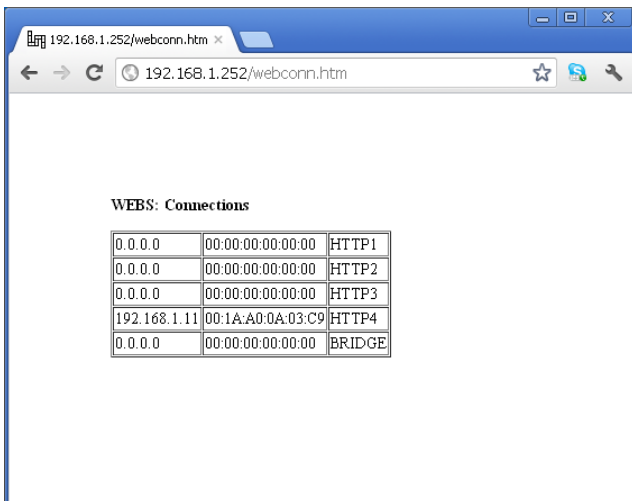 192.168.1.252/webconn.htm
192.168.1.252/webconn.htm
WEBS: Connections
0.0.0.0 00:00:00:00:00:00 HTTP1
0.0.0.0 00:00:00:00:00:00 HTTP2
0.0.0.0 00:00:00:00:00:00 HTTP3
192.168.1.11 00:1A:A0:0A:03:C9 HTTP4
0.0.0.0 00:00:00:00:00:00 BRIDGE